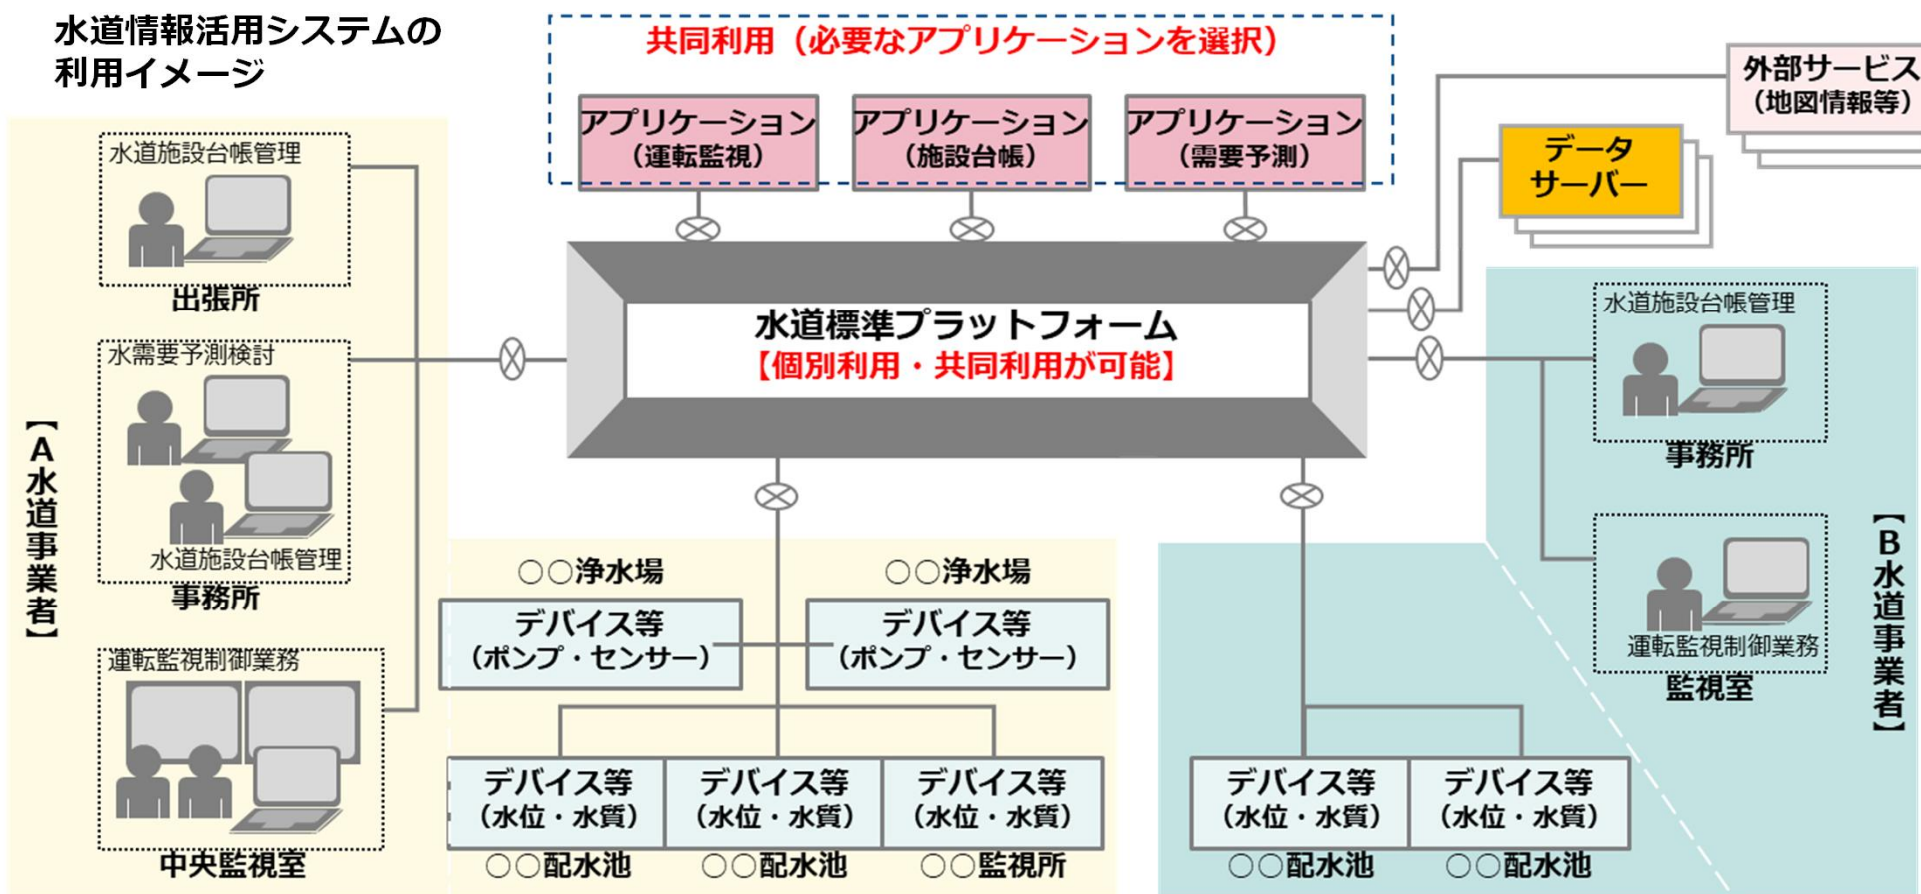 水道情報活用システムの
利用イメージ
共同利用（必要なアプリケーションを選択）
アプリケーション
（運転監視）
アプリケーション
（施設台帳）
アプリケーション
（需要予測）
外部サービス
（地図情報等）
データ
サーバー
水道標準プラットフォーム
【個別利用・共同利用が可能】
【A水道事業者】
水道施設台帳管理
出張所
水需要予測検討
水道施設台帳管理
事務所
運転監視制御業務
中央監視室
○○浄水場
デバイス等
（ポンプ・センサー）
○○浄水場
デバイス等
（ポンプ・センサー）
デバイス等
（水位・水質）
○○配水池
デバイス等
（水位・水質）
○○配水池
デバイス等
（水位・水質）
○○監視所
デバイス等
（水位・水質）
○○配水池
デバイス等
（水位・水質）
○○配水池
【B水道事業者】
水道施設台帳管理
事務所
運転監視制御業務
監視室